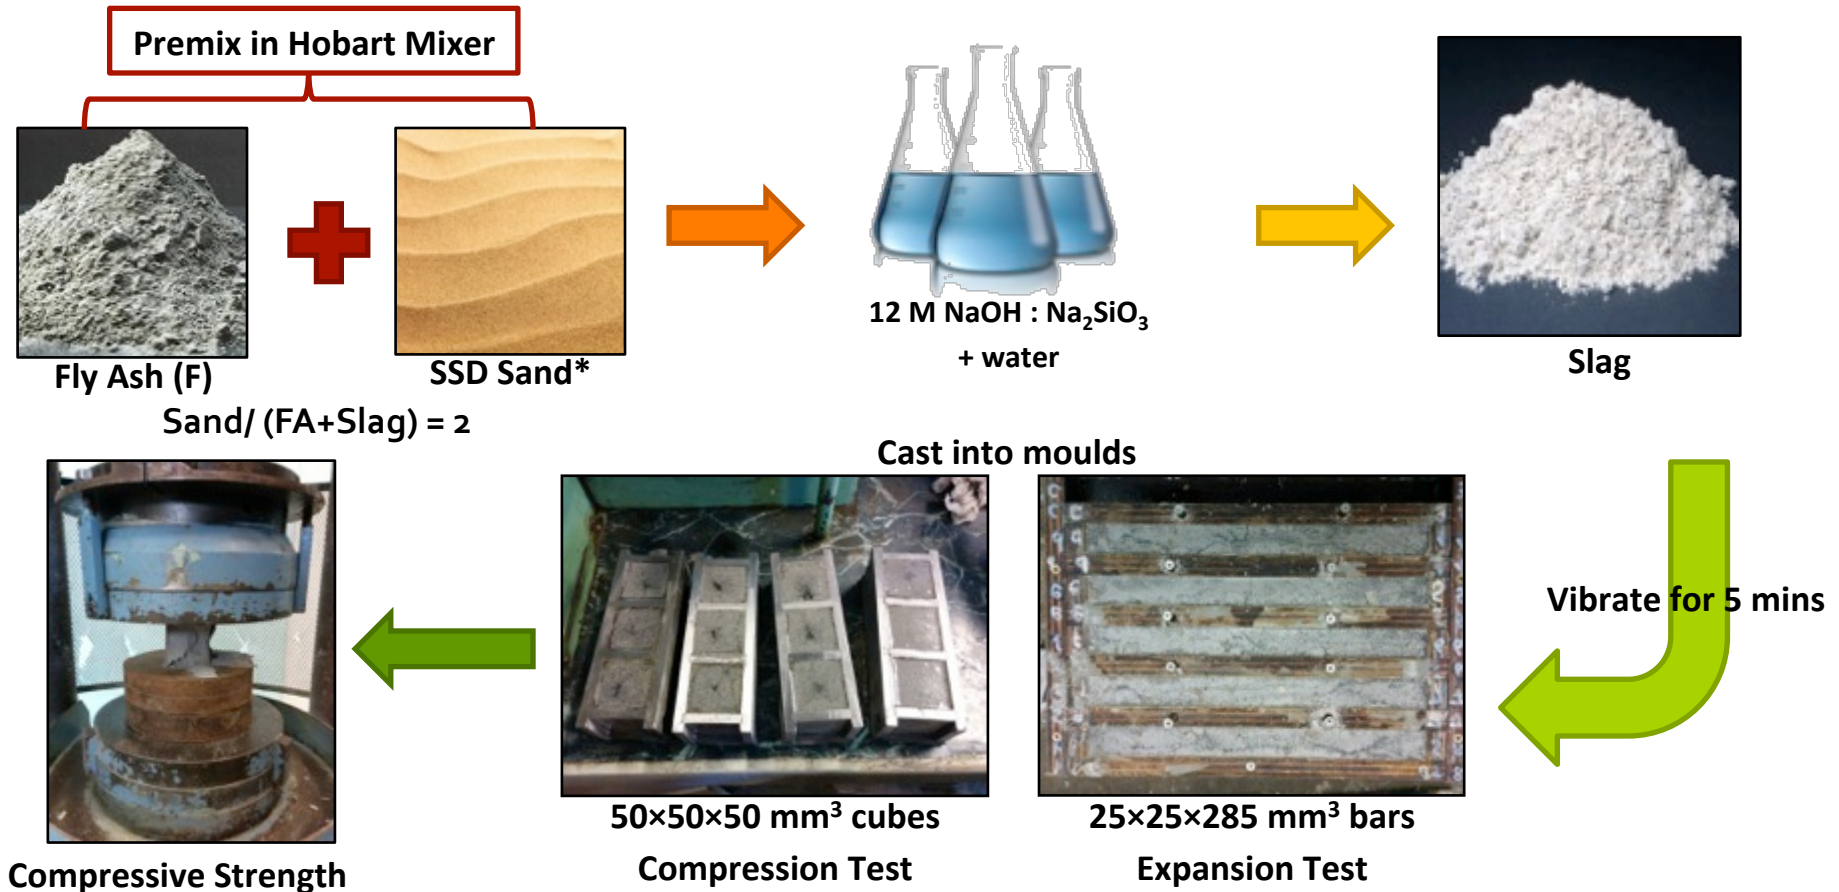 Premix in Hobart Mixer
Fly Ash (F)
SSD Sand*
Sand/ (FA+Slag) = 2
12 M NaOH : Na₂SiO₃
+ water
Slag
Cast into moulds
Vibrate for 5 mins
50×50×50 mm³ cubes
Compression Test
25×25×285 mm³ bars
Expansion Test
Compressive Strength